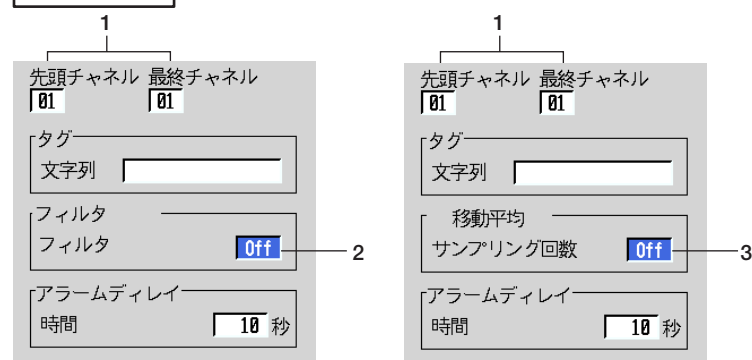 1
先頭チャネル 最終チャネル
01 01
タグ
文字列
フィルタ
フィルタ Off 2
アラームディレイ
時間 10 秒
1
先頭チャネル 最終チャネル
01 01
タグ
文字列
移動平均
サンプリング回数 Off 3
アラームディレイ
時間 10 秒